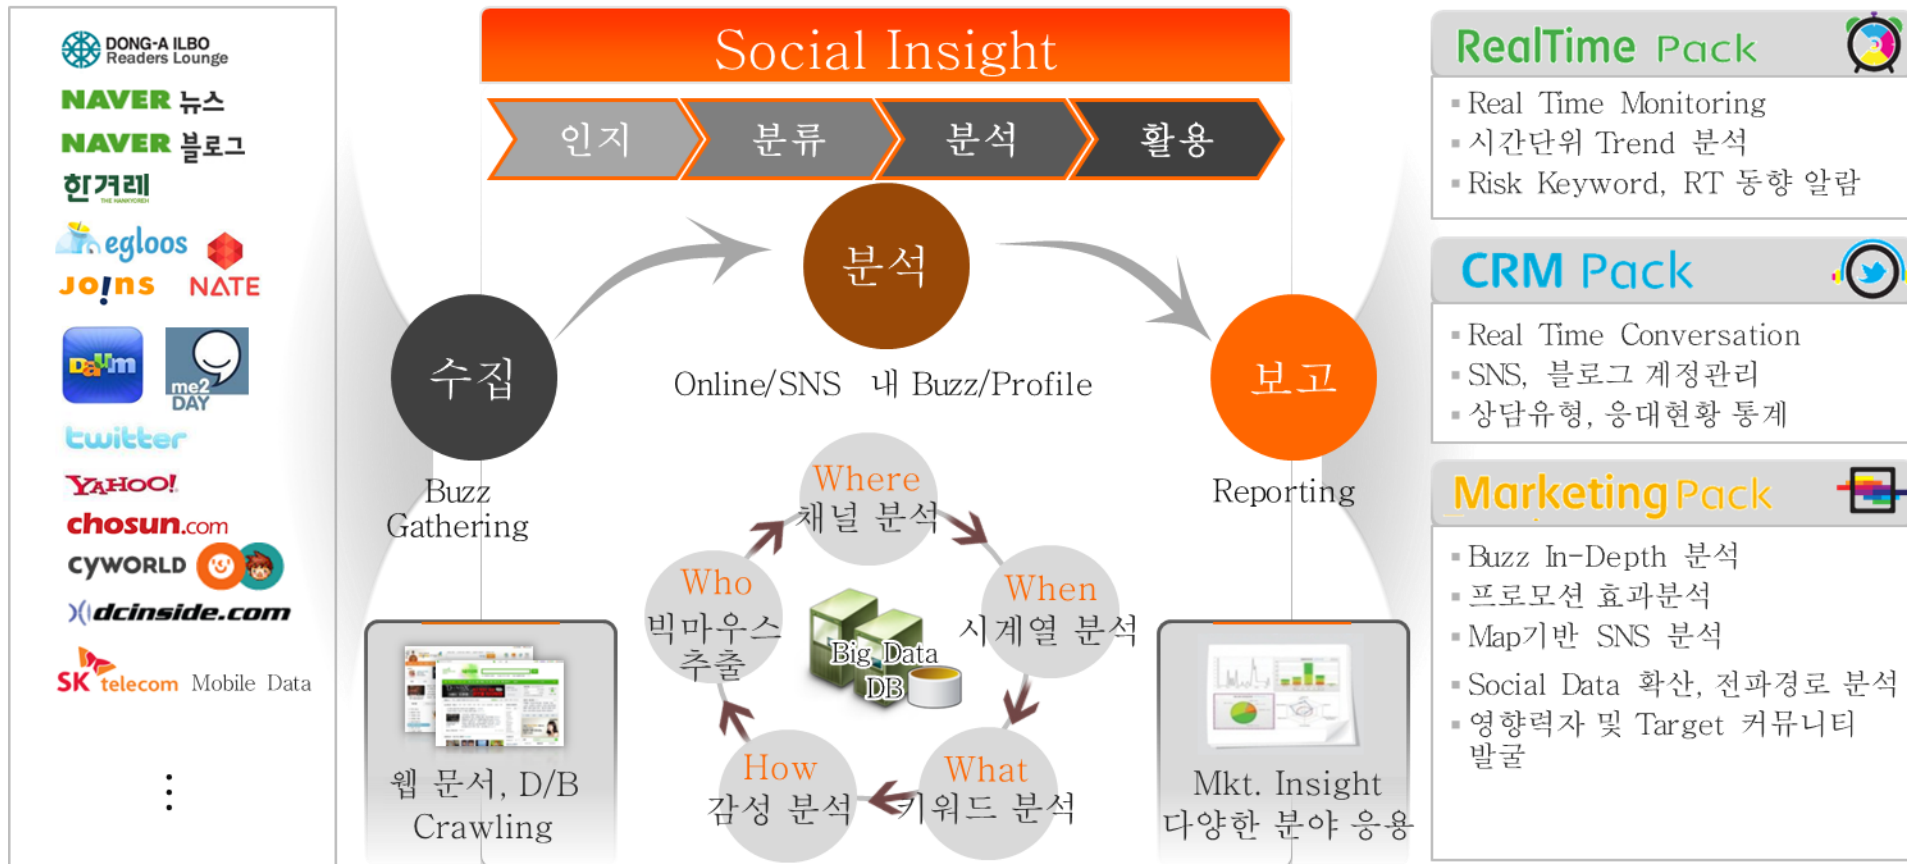 DONG-A ILBO
Readers Lounge
NAVER 뉴스
NAVER 블로그
한겨레
THE HANKYOREH
egloos
Joins
NATE
Daum
me2
DAY
twitter
YAHOO!
chosun.com
CYWORLD
dcinside.com
SK telecom Mobile Data
⋮
Social Insight
인지
분류
분석
활용
수집
분석
보고
Buzz
Gathering
Online/SNS 내 Buzz/Profile
Reporting
Where
채널 분석
When
시계열 분석
What
키워드 분석
How
감성 분석
Who
빅마우스
추출
Big Data
DB
웹 문서, D/B
Crawling
Mkt. Insight
다양한 분야 응용
RealTime Pack
▪ Real Time Monitoring
▪ 시간단위 Trend 분석
▪ Risk Keyword, RT 동향 알람
CRM Pack
▪ Real Time Conversation
▪ SNS, 블로그 계정관리
▪ 상담유형, 응대현황 통계
Marketing Pack
▪ Buzz In-Depth 분석
▪ 프로모션 효과분석
▪ Map기반 SNS 분석
▪ Social Data 확산, 전파경로 분석
▪ 영향력자 및 Target 커뮤니티
발굴